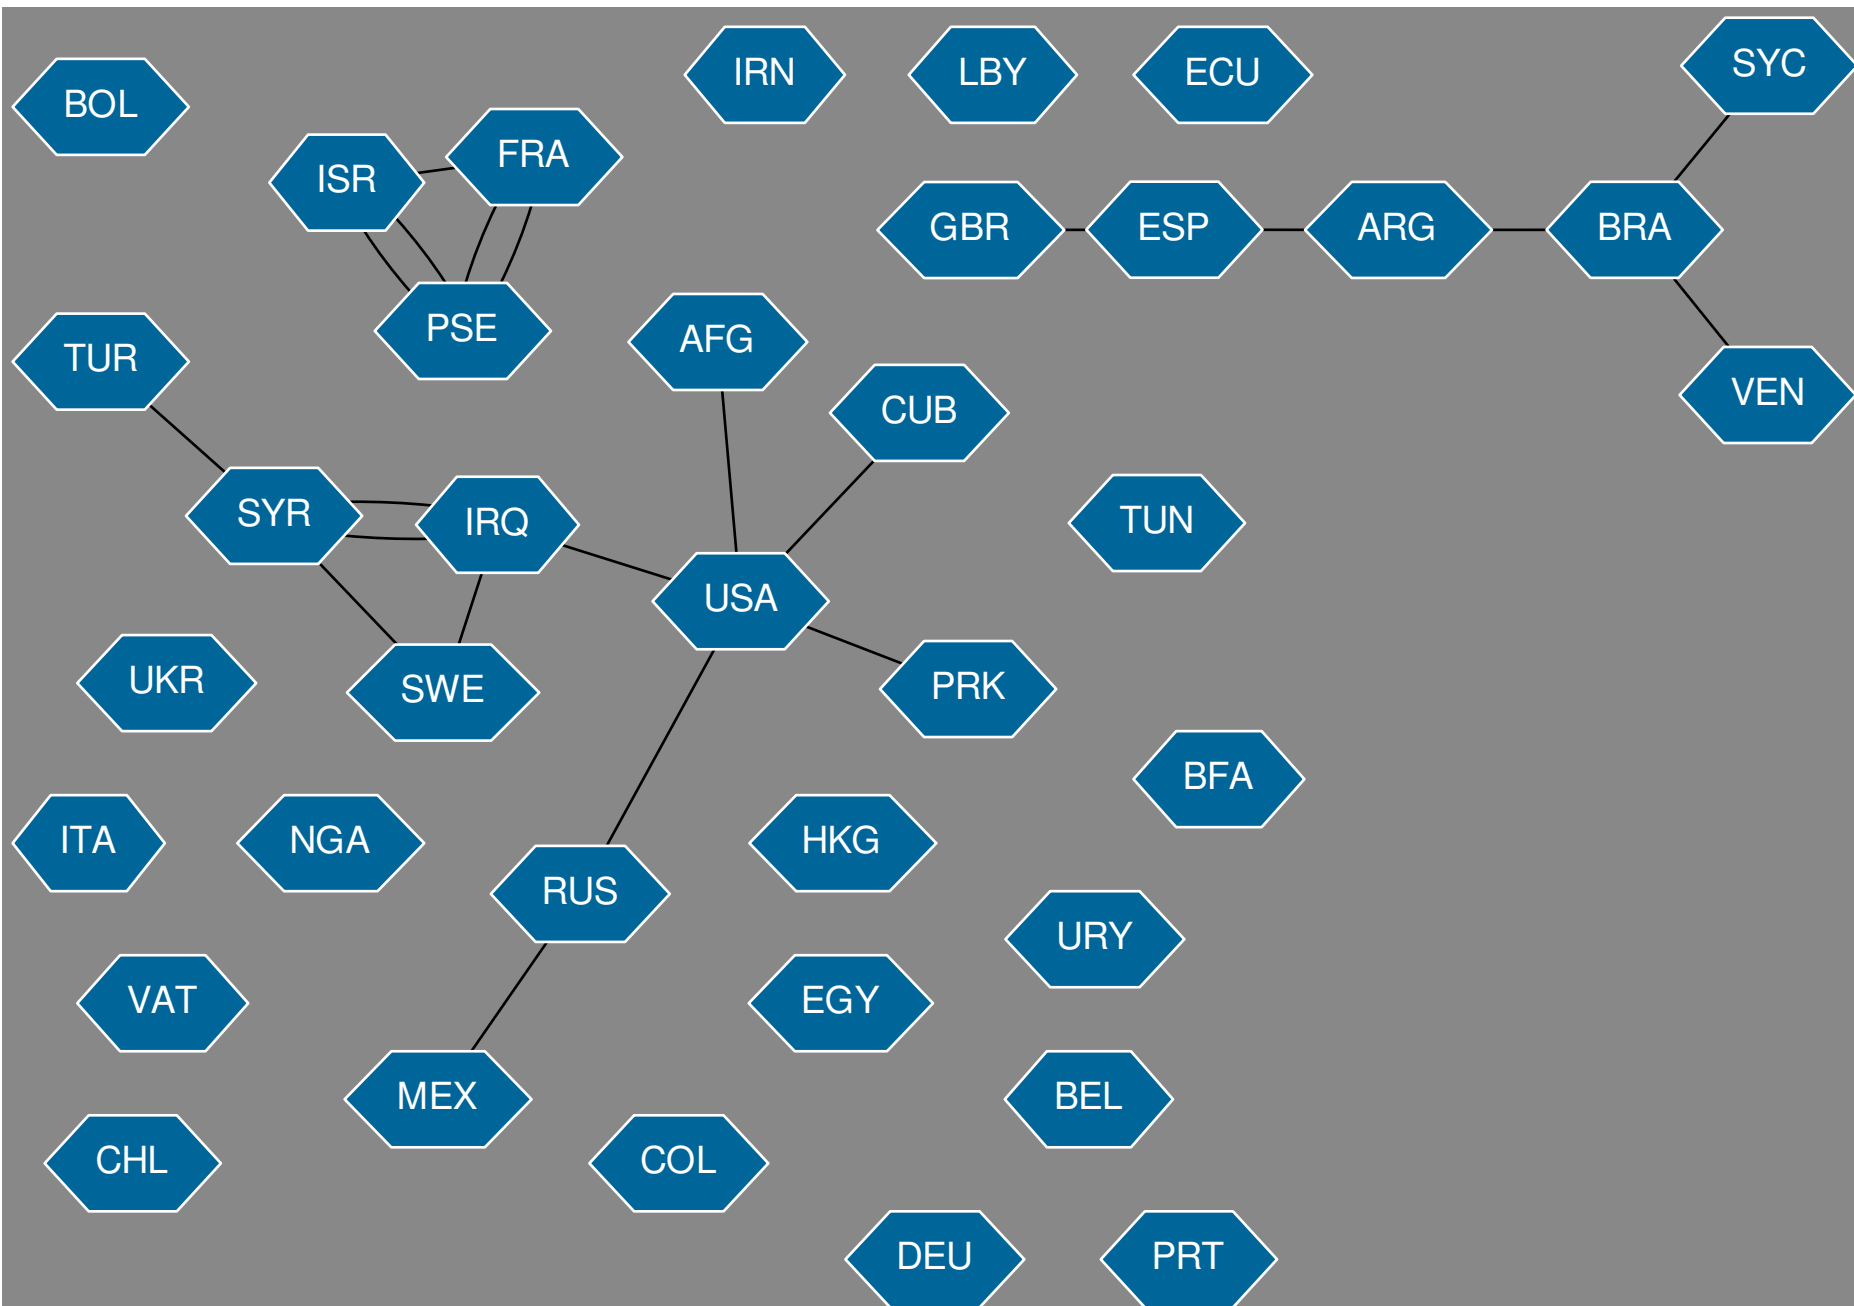 IRN
LBY
ECU
SYC
BOL
FRA
ISR
GBR
ESP
ARG
BRA
PSE
AFG
TUR
CUB
VEN
SYR
IRQ
TUN
USA
UKR
SWE
PRK
BFA
ITA
NGA
HKG
RUS
URY
VAT
EGY
MEX
BEL
CHL
COL
DEU
PRT